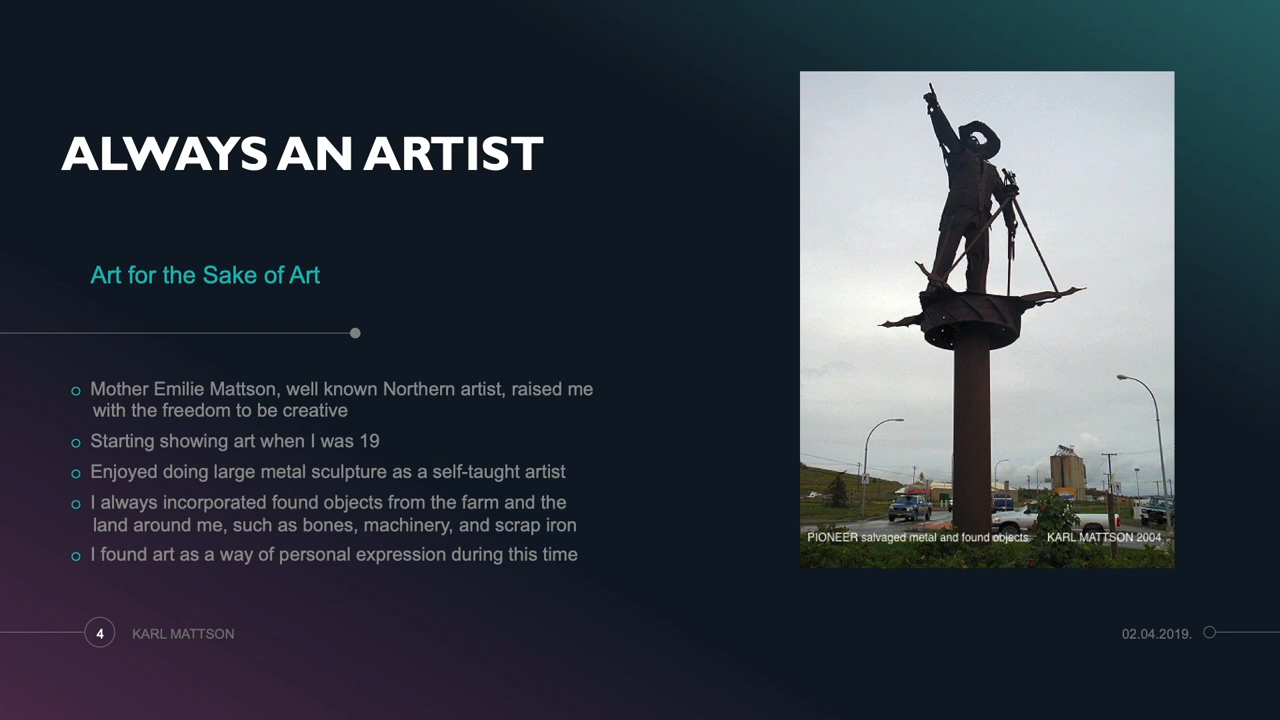 ALWAYS AN ARTIST
Art for the Sake of Art
Mother Emilie Mattson, well known Northern artist, raised me
with the freedom to be creative
Starting showing art when I was 19
Enjoyed doing large metal sculpture as a self-taught artist
I always incorporated found objects from the farm and the
land around me, such as bones, machinery, and scrap iron
I found art as a way of personal expression during this time
PIONEER salvaged metal and found objects KARL MATTSON 2004
4 KARL MATTSON
02.04.2019.